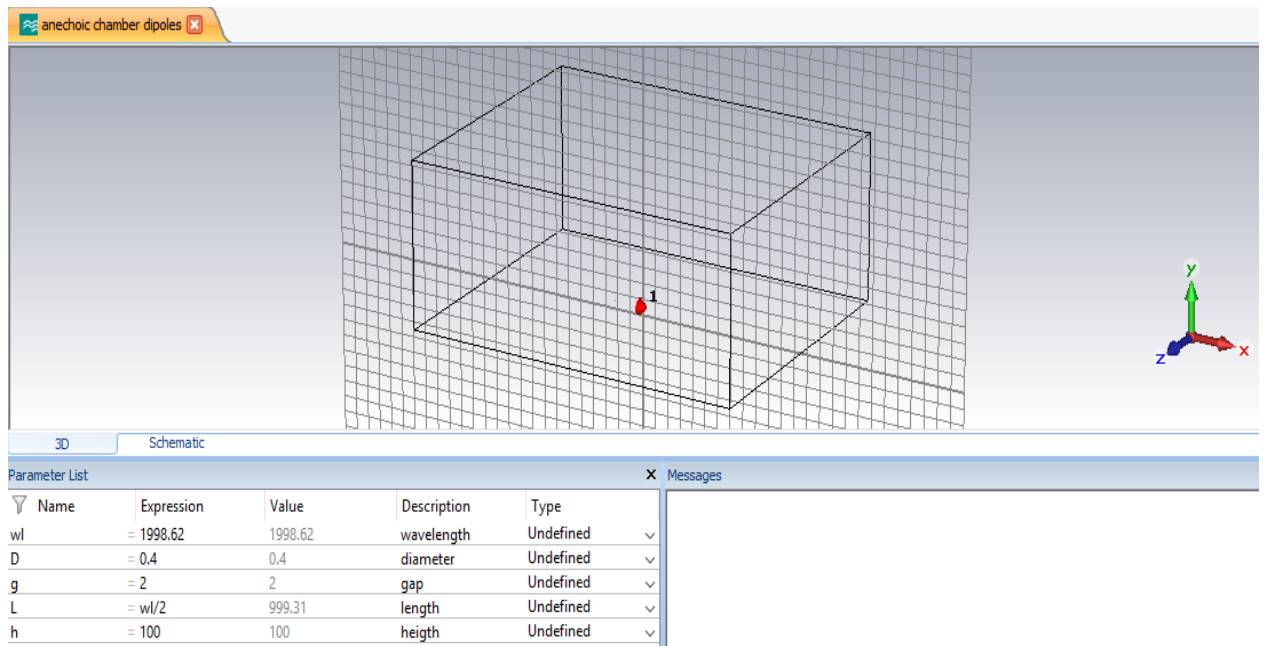 anechoic chamber dipoles
1
y
z x
3D Schematic
Parameter List X Messages
Name Expression Value Description Type
wl = 1998.62 1998.62 wavelength Undefined
D = 0.4 0.4 diameter Undefined
g = 2 2 gap Undefined
L = wl/2 999.31 length Undefined
h = 100 100 heigth Undefined